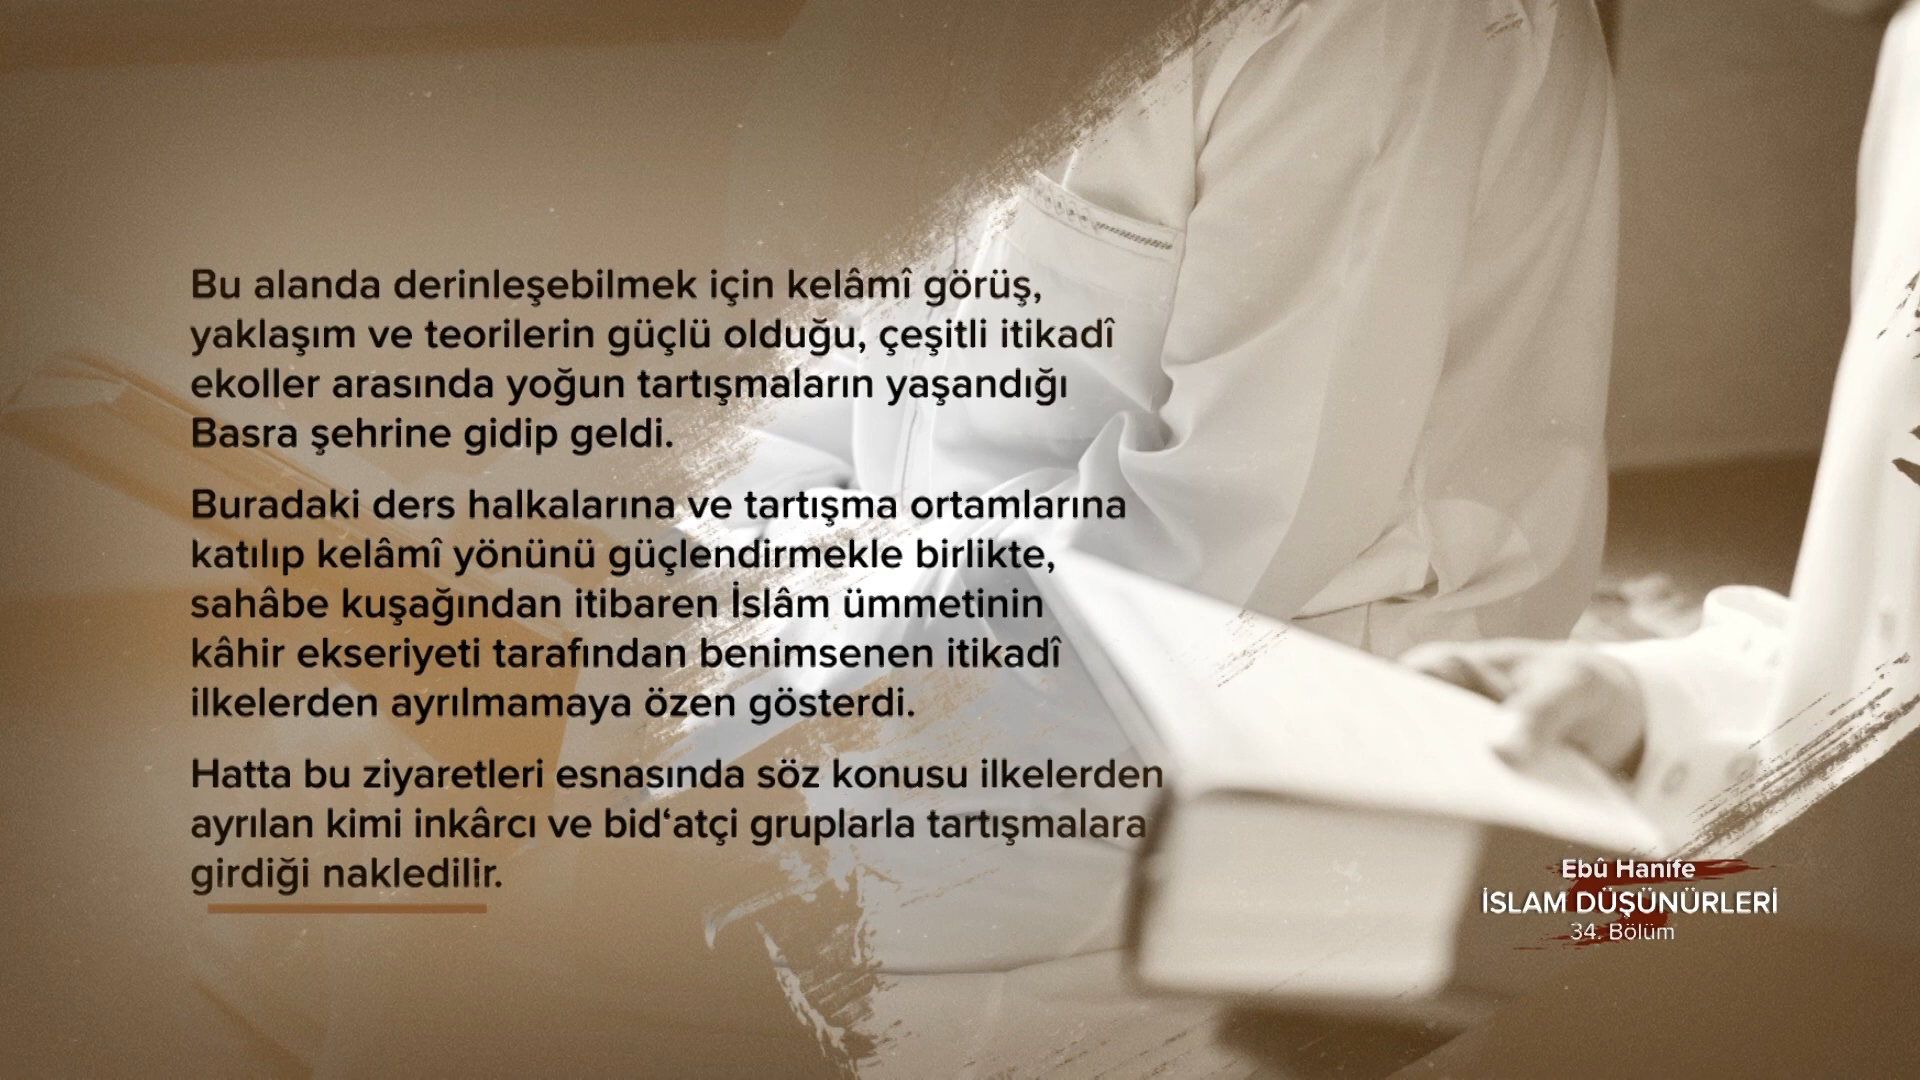 Bu alanda derinleşebilmek için kelâmî görüş,
yaklaşım ve teorilerin güçlü olduğu, çeşitli itikadî
ekoller arasında yoğun tartışmaların yaşandığı
Basra şehrine gidip geldi.
Buradaki ders halkalarına ve tartışma ortamlarına
katılıp kelâmî yönünü güçlendirmekle birlikte,
sahâbe kuşağından itibaren İslâm ümmetinin
kâhir ekseriyeti tarafından benimsenen itikadî
ilkelerden ayrılmamaya özen gösterdi.
Hatta bu ziyaretleri esnasında söz konusu ilkelerden
ayrılan kimi inkârcı ve bid‘atçi gruplarla tartışmalara
girdiği nakledilir.
Ebû Hanîfe
İSLAM DÜŞÜNÜRLERİ
34. Bölüm